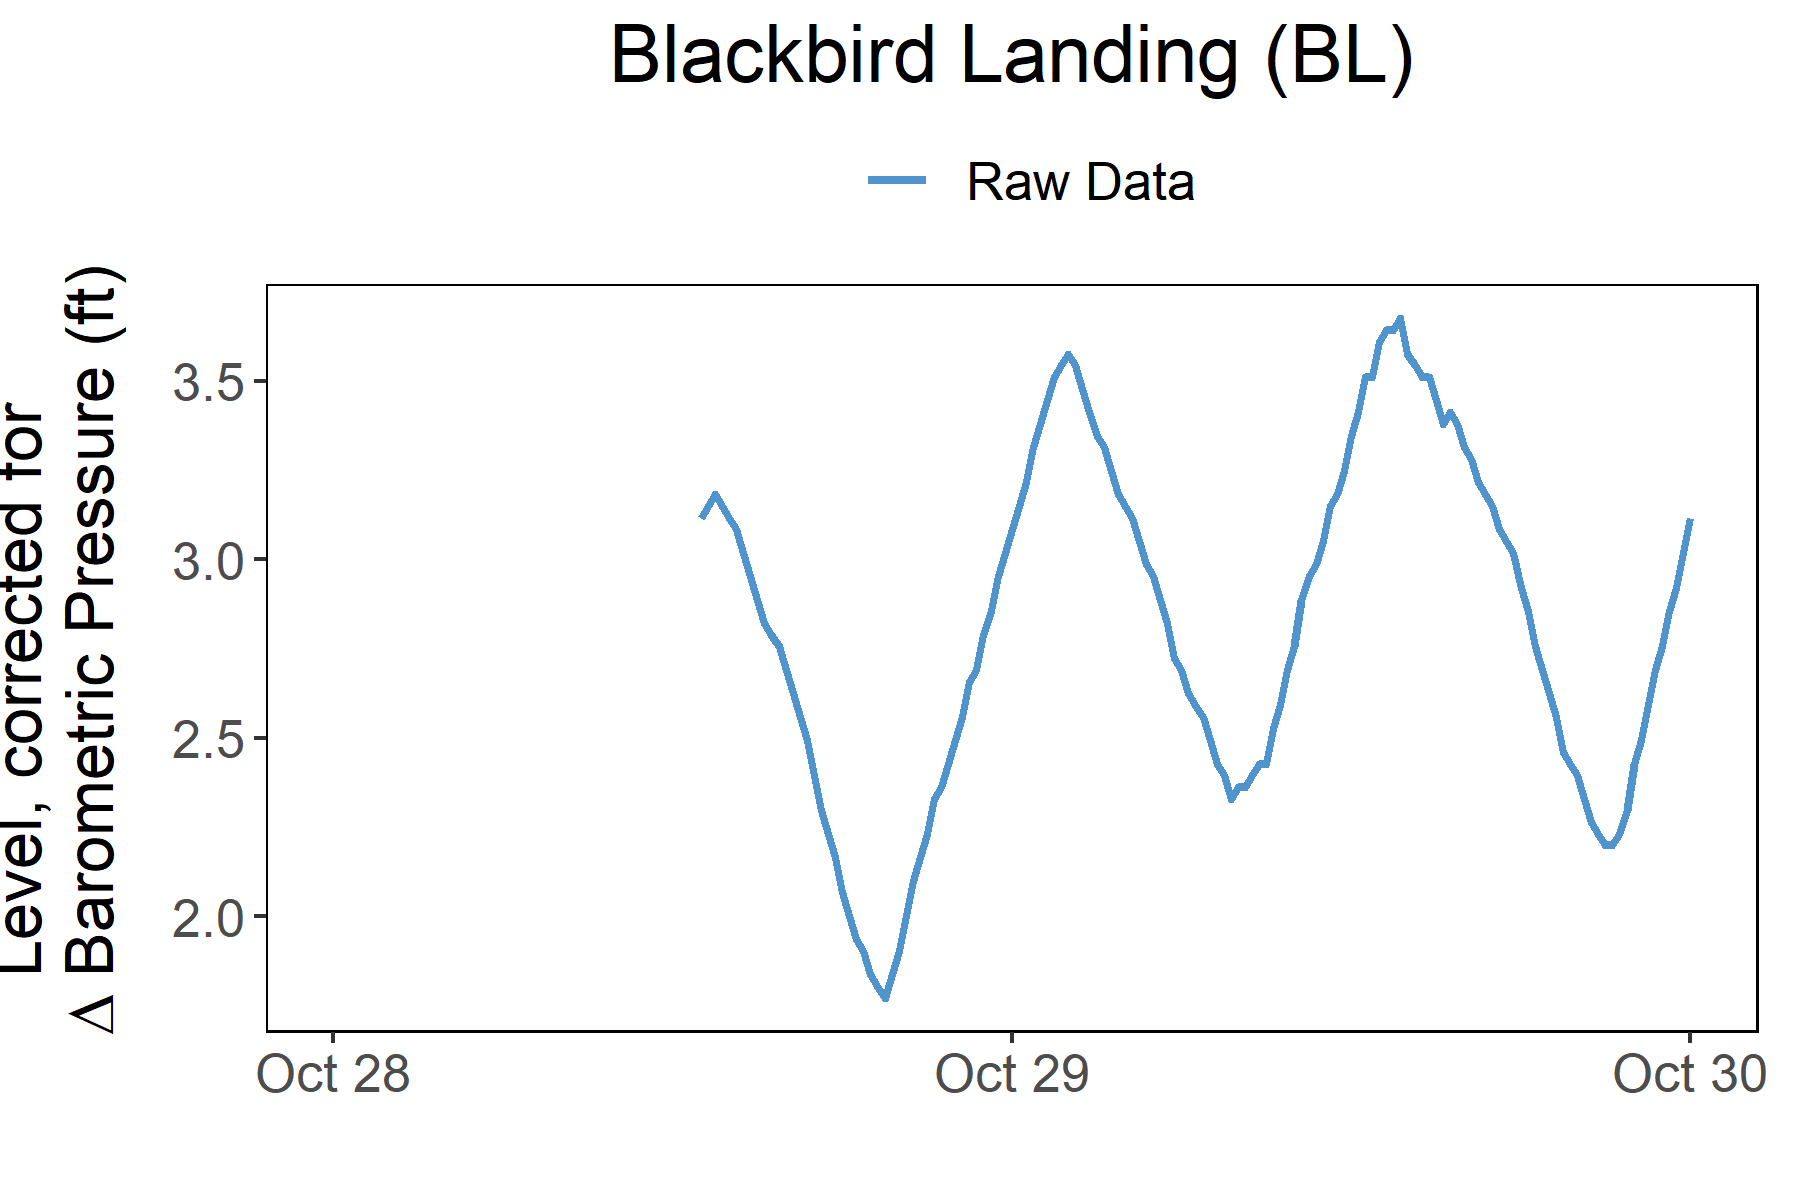 Blackbird Landing (BL)
Raw Data
Level, corrected for
Δ Barometric Pressure (ft)
3.5
3.0
2.5
2.0
Oct 28
Oct 29
Oct 30